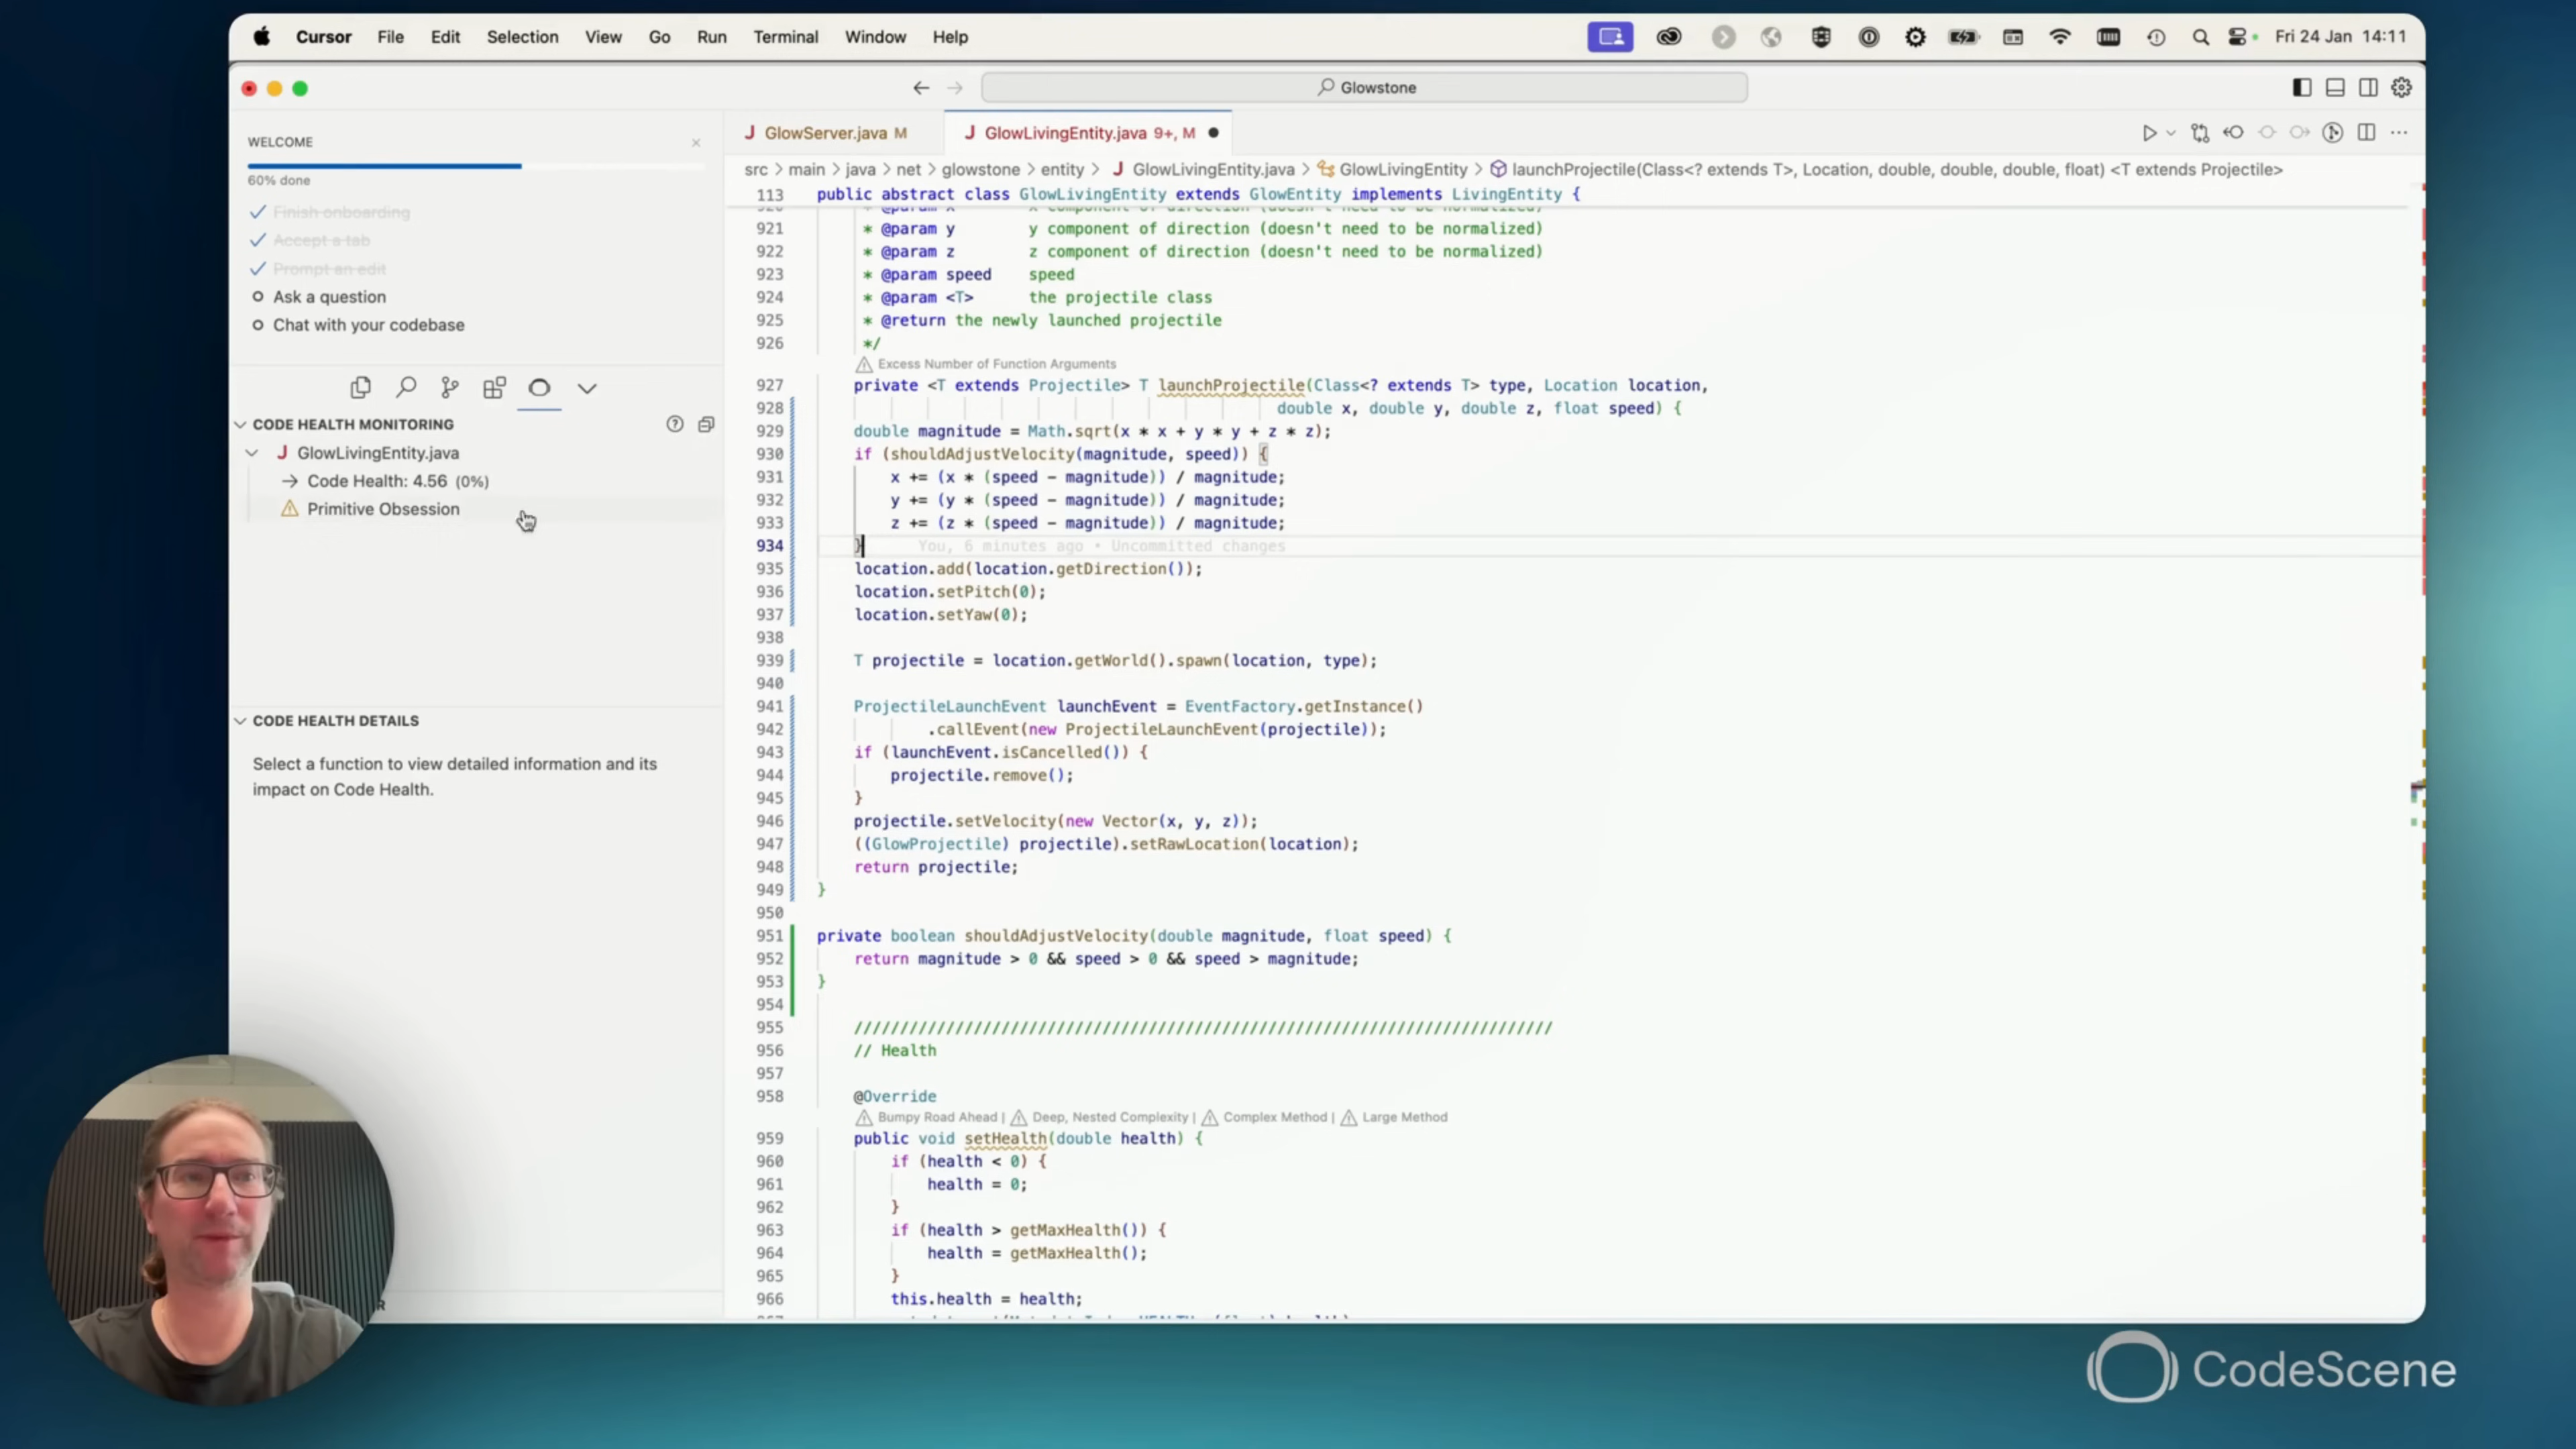 Cursor File Edit Selection View Go Run Terminal Window Help Fri 24 Jan 14:11
Glowstone
WELCOME
60% done
Finish onboarding
Accept a tab
Prompt an edit
Ask a question
Chat with your codebase
CODE HEALTH MONITORING
GlowLivingEntity.java
Code Health: 4.56 (0%)
Primitive Obsession
CODE HEALTH DETAILS
Select a function to view detailed information and its
impact on Code Health.
GlowServer.java M
GlowLivingEntity.java 9+, M
src > main > java > net > glowstone > entity > GlowLivingEntity.java > GlowLivingEntity > launchProjectile(Class<? extends T>, Location, double, double, double, float) <T extends Projectile>
113 public abstract class GlowLivingEntity extends GlowEntity implements LivingEntity {
921 * @param y y component of direction (doesn't need to be normalized)
922 * @param z z component of direction (doesn't need to be normalized)
923 * @param speed speed
924 * @param <T> the projectile class
925 * @return the newly launched projectile
926 */
Excess Number of Function Arguments
927 private <T extends Projectile> T launchProjectile(Class<? extends T> type, Location location,
928 double x, double y, double z, float speed) {
929 double magnitude = Math.sqrt(x * x + y * y + z * z);
930 if (shouldAdjustVelocity(magnitude, speed)) {
931 x += (x * (speed - magnitude)) / magnitude;
932 y += (y * (speed - magnitude)) / magnitude;
933 z += (z * (speed - magnitude)) / magnitude;
934 } You, 6 minutes ago • Uncommitted changes
935 location.add(location.getDirection());
936 location.setPitch(0);
937 location.setYaw(0);
938
939 T projectile = location.getWorld().spawn(location, type);
940
941 ProjectileLaunchEvent launchEvent = EventFactory.getInstance()
942 .callEvent(new ProjectileLaunchEvent(projectile));
943 if (launchEvent.isCancelled()) {
944 projectile.remove();
945 }
946 projectile.setVelocity(new Vector(x, y, z));
947 ((GlowProjectile) projectile).setRawLocation(location);
948 return projectile;
949 }
950
951 private boolean shouldAdjustVelocity(double magnitude, float speed) {
952 return magnitude > 0 && speed > 0 && speed > magnitude;
953 }
954
955 ////////////////////////////////////////////////////////////////////////////
956 // Health
957
958 @Override
Bumpy Road Ahead | Deep, Nested Complexity | Complex Method | Large Method
959 public void setHealth(double health) {
960 if (health < 0) {
961 health = 0;
962 }
963 if (health > getMaxHealth()) {
964 health = getMaxHealth();
965 }
966 this.health = health;
CodeScene